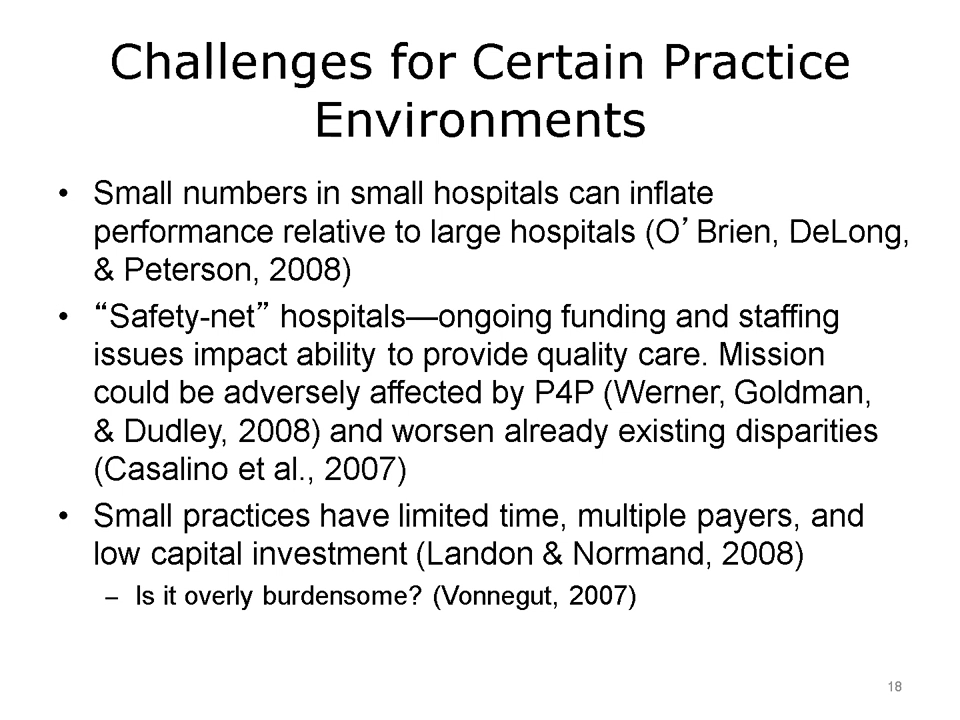 Challenges for Certain Practice
Environments
• Small numbers in small hospitals can inflate
performance relative to large hospitals (O’ Brien, DeLong,
& Peterson, 2008)
• “Safety-net” hospitals—ongoing funding and staffing
issues impact ability to provide quality care. Mission
could be adversely affected by P4P (Werner, Goldman,
& Dudley, 2008) and worsen already existing disparities
(Casalino et al., 2007)
• Small practices have limited time, multiple payers, and
low capital investment (Landon & Normand, 2008)
– Is it overly burdensome? (Vonnegut, 2007)
18